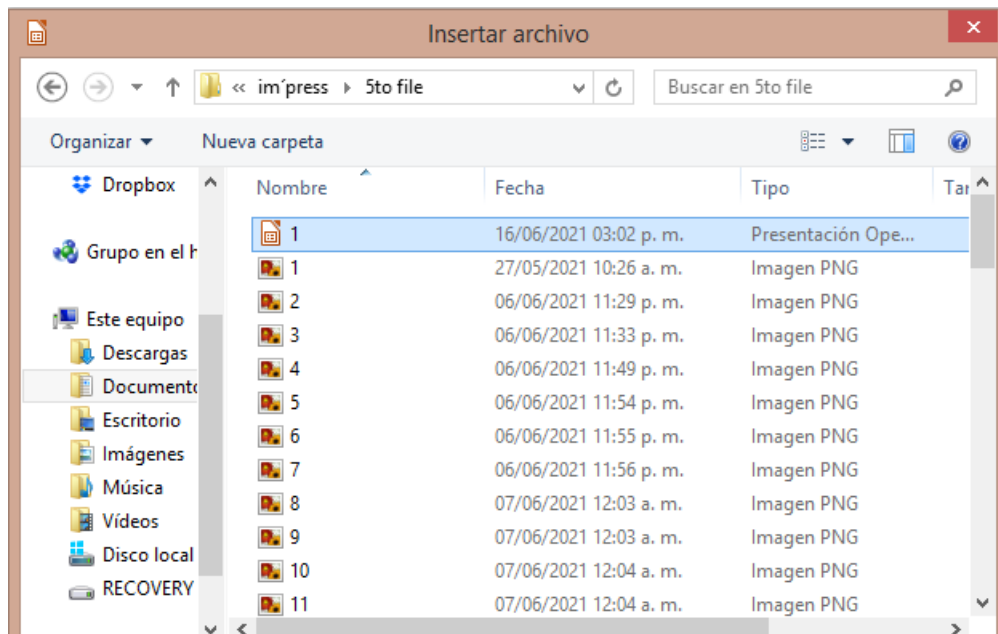 Insertar archivo
« im´press 5to file
Buscar en 5to file
Organizar Nueva carpeta
Dropbox
Grupo en el h
Este equipo
Descargas
Documento
Escritorio
Imágenes
Música
Vídeos
Disco local
RECOVERY
Nombre Fecha Tipo Tar
1 16/06/2021 03:02 p. m. Presentación Ope...
1 27/05/2021 10:26 a. m. Imagen PNG
2 06/06/2021 11:29 p. m. Imagen PNG
3 06/06/2021 11:33 p. m. Imagen PNG
4 06/06/2021 11:49 p. m. Imagen PNG
5 06/06/2021 11:54 p. m. Imagen PNG
6 06/06/2021 11:55 p. m. Imagen PNG
7 06/06/2021 11:56 p. m. Imagen PNG
8 07/06/2021 12:03 a. m. Imagen PNG
9 07/06/2021 12:03 a. m. Imagen PNG
10 07/06/2021 12:04 a. m. Imagen PNG
11 07/06/2021 12:04 a. m. Imagen PNG